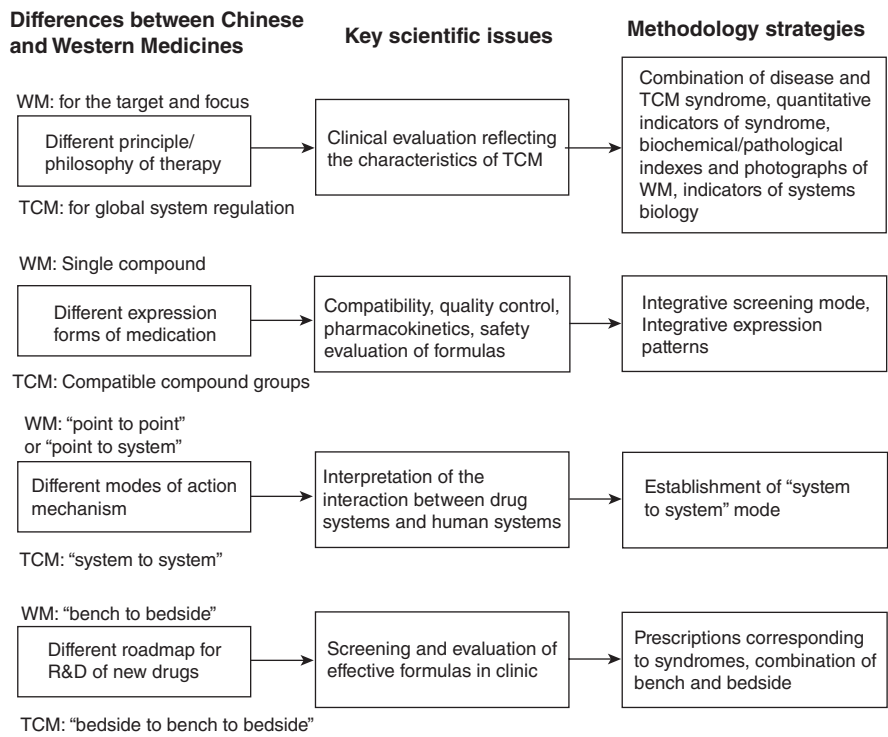 Differences between Chinese
and Western Medicines
Key scientific issues
Methodology strategies
WM: for the target and focus
Different principle/
philosophy of therapy
TCM: for global system regulation
Clinical evaluation reflecting
the characteristics of TCM
Combination of disease and
TCM syndrome, quantitative
indicators of syndrome,
biochemical/pathological
indexes and photographs of
WM, indicators of systems
biology
WM: Single compound
Different expression
forms of medication
TCM: Compatible compound groups
Compatibility, quality control,
pharmacokinetics, safety
evaluation of formulas
Integrative screening mode,
Integrative expression
patterns
WM: “point to point”
or “point to system”
Different modes of action
mechanism
TCM: “system to system”
Interpretation of the
interaction between drug
systems and human systems
Establishment of “system
to system” mode
WM: “bench to bedside”
Different roadmap for
R&D of new drugs
TCM: “bedside to bench to bedside”
Screening and evaluation of
effective formulas in clinic
Prescriptions corresponding
to syndromes, combination of
bench and bedside